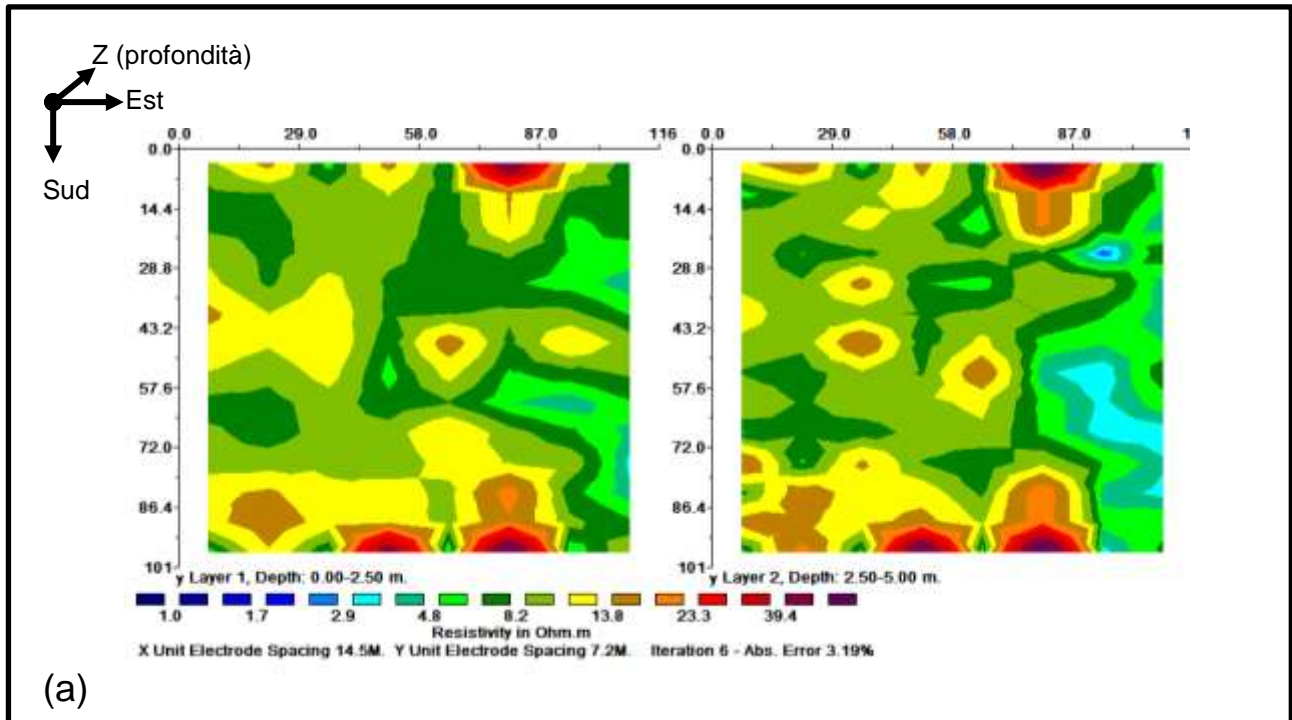 Z (profondità)
Est
Sud
0.0 29.0 58.0 87.0 116 0.0 29.0 58.0 87.0 1
0.0 0.0
14.4 14.4
28.8 28.8
43.2 43.2
57.6 57.6
72.0 72.0
86.4 86.4
101 101
y Layer 1, Depth: 0.00-2.50 m. y Layer 2, Depth: 2.50-5.00 m.
1.0 1.7 2.9 4.8 8.2 13.8 23.3 39.4
Resistivity in Ohm.m
X Unit Electrode Spacing 14.5M. Y Unit Electrode Spacing 7.2M. Iteration 6 - Abs. Error 3.19%
(a)